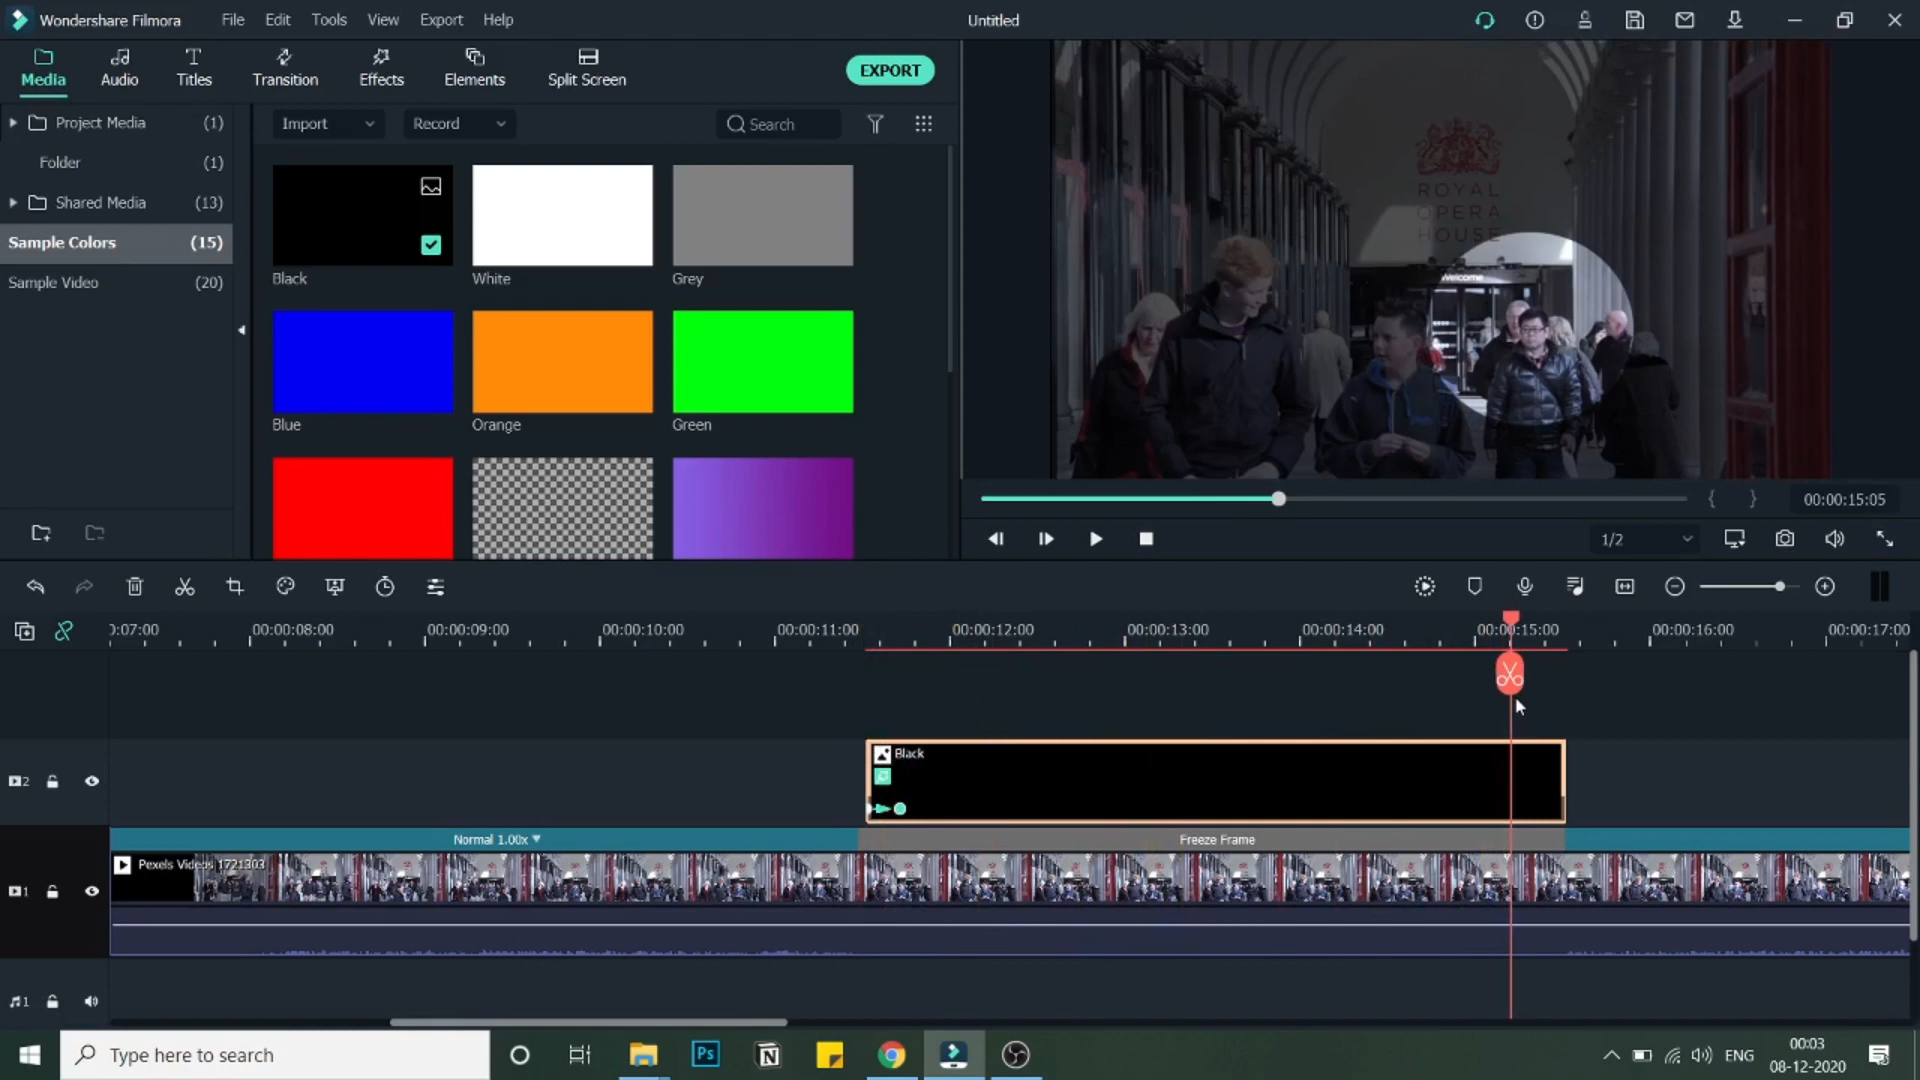 Wondershare Filmora
File
Edit
Tools
View
Export
Help
Untitled
Media
Audio
Titles
Transition
Effects
Elements
Split Screen
EXPORT
Project Media (1)
Folder (1)
Shared Media (13)
Sample Colors (15)
Sample Video (20)
Import
Record
Search
Black
White
Grey
Blue
Orange
Green
ROYAL
OPERA
HOUSE
Welcome
00:00:15:05
1/2
0:07:00
00:00:08:00
00:00:09:00
00:00:10:00
00:00:11:00
00:00:12:00
00:00:13:00
00:00:14:00
00:00:15:00
00:00:16:00
00:00:17:00
2
Black
Normal 1.00x
Freeze Frame
1
Pexels Videos 1721303
1
Type here to search
Ps
N
ENG
00:03
08-12-2020